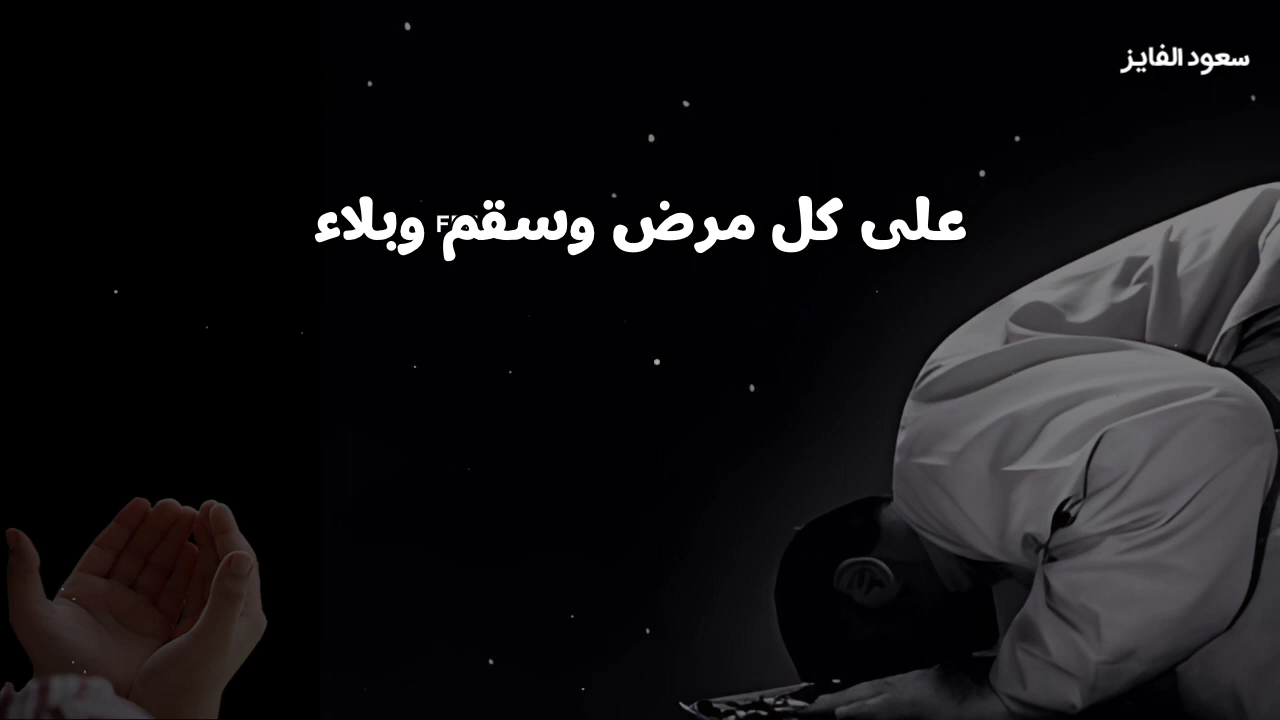 سعود الفايز
على كل مرض وسقم وبلاء